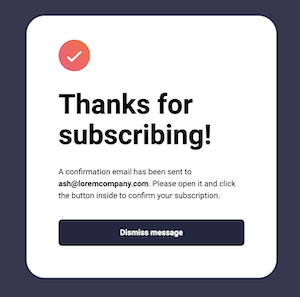 Thanks for
subscribing!
A confirmation email has been sent to
ash@loremcompany.com. Please open it and click
the button inside to confirm your subscription.
Dismiss message